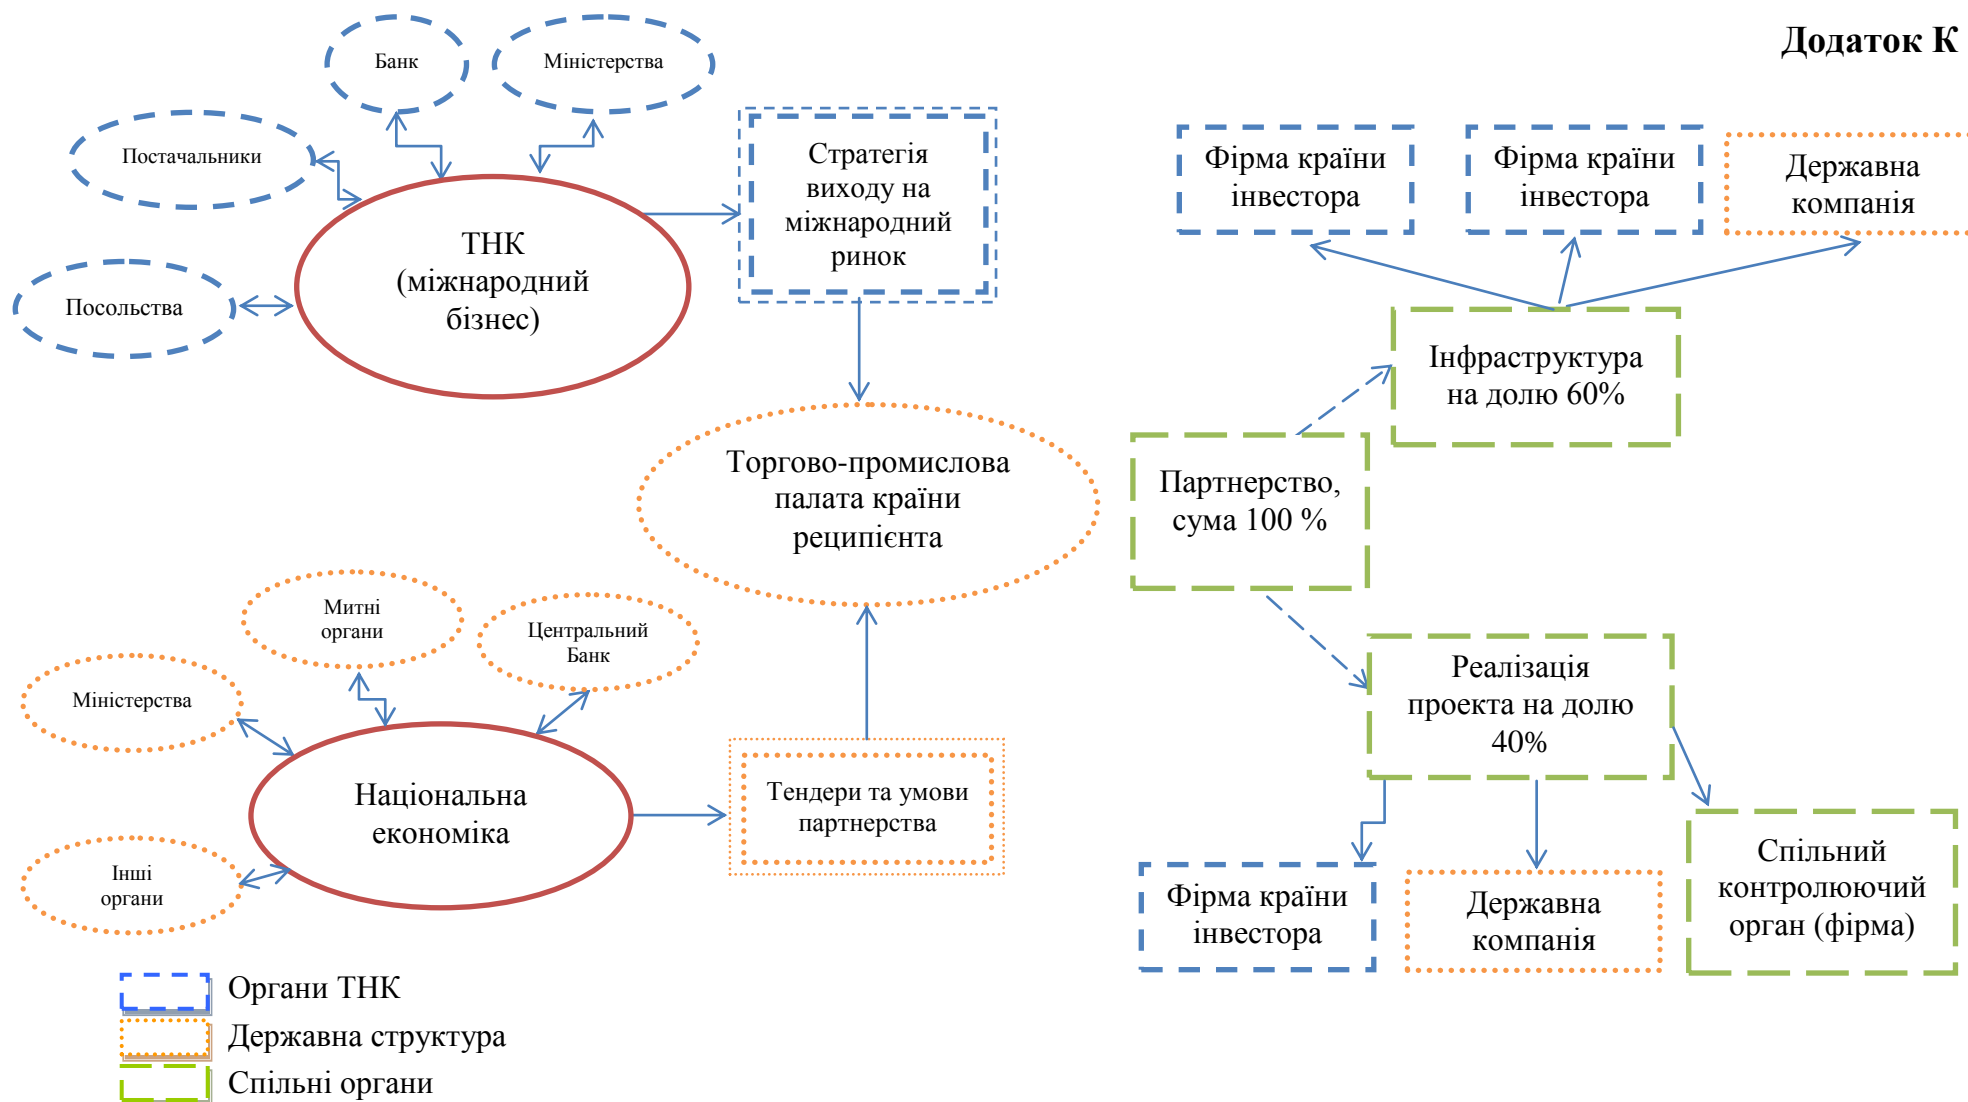 Додаток К
Банк
Міністерства
Постачальники
Посольства
ТНК
(міжнародний
бізнес)
Стратегія
виходу на
міжнародний
ринок
Торгово-промислова
палата країни
реципієнта
Митні
органи
Центральний
Банк
Міністерства
Інші
органи
Національна
економіка
Тендери та умови
партнерства
Фірма країни
інвестора
Фірма країни
інвестора
Державна
компанія
Інфраструктура
на долю 60%
Партнерство,
сума 100 %
Реалізація
проекта на долю
40%
Фірма країни
інвестора
Державна
компанія
Спільний
контролюючий
орган (фірма)
Органи ТНК
Державна структура
Спільні органи